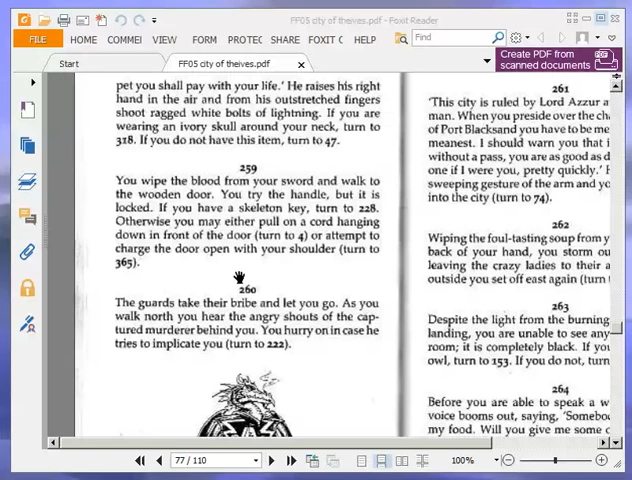 FF05 city of theives.pdf - Foxit Reader
FILE HOME COMMEI VIEW FORM PROTEC SHARE FOXIT C HELP Find
Start FF05 city of theives.pdf
Create PDF from
scanned documents
pet you shall pay with your life.' He raises his right
hand in the air and from his outstretched fingers
shoot ragged white bolts of lightning. If you are
wearing an ivory skull around your neck, turn to
318. If you do not have this item, turn to 47.
259
You wipe the blood from your sword and walk to
the wooden door. You try the handle, but it is
locked. If you have a skeleton key, turn to 228.
Otherwise you may either pull on a cord hanging
down in front of the door (turn to 4) or attempt to
charge the door open with your shoulder (turn to
365).
260
The guards take their bribe and let you go. As you
walk north you hear the angry shouts of the cap-
tured murderer behind you. You hurry on in case he
tries to implicate you (turn to 222).
261
'This city is ruled by Lord Azzur a
man. When you preside over the cha
of Port Blacksand you have to be me
meanest. I should warn you that i
without a pass, you are as good as d
one if I were you, pretty quickly.'
sweeping gesture of the arm and yo
into the city (turn to 74).
262
Wiping the foul-tasting soup from y
back of your hand, you storm ou
leaving the crazy ladies to their a
outside you set off east again (turn
263
Despite the light from the burning
landing, you are unable to see any
room; it is completely black. If you
owl, turn to 153. If you do not, turn
264
Before you are able to speak a w
voice booms out, saying, 'Somebo
my food. Will you give me some
77 / 110 100%